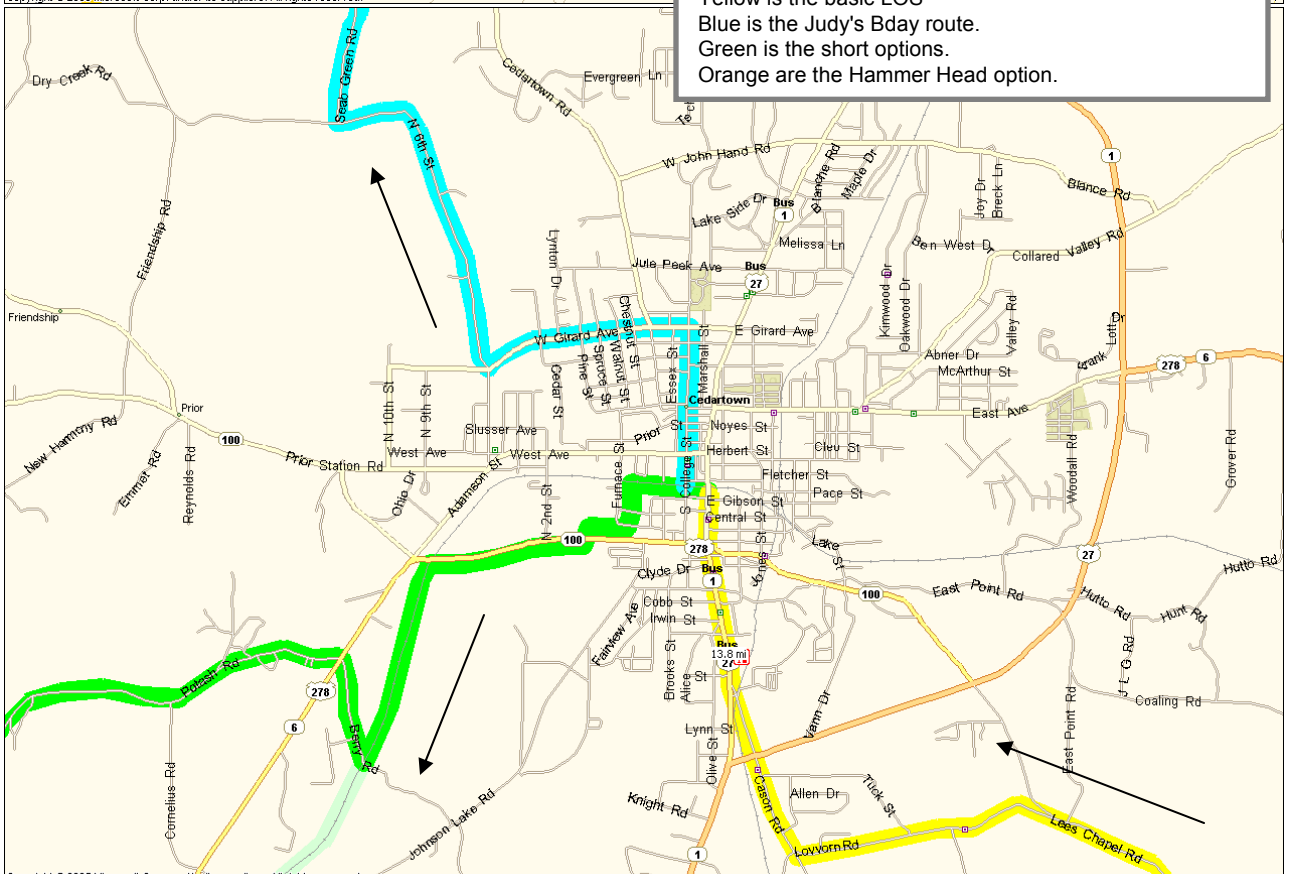 Yellow is the basic LOS
Blue is the Judy's Bday route.
Green is the short options.
Orange are the Hammer Head option.
Dry Creek Rd
Seab Green Rd
Cedartown Rd
Evergreen Ln
N 6th St
W John Hand Rd
Blanche Rd
Maple Dr
1
Joy Dr
Breck Ln
Blance Rd
Lake Side Dr
Bus
1
Friendship Rd
Lynton Dr
Melissa Ln
Ben West Dr
Collared Valley Rd
Jule Peek Ave
Bus
27
Kimwood Dr
Oakwood Dr
Valley Rd
Friendship
W Girard Ave
Chestnut St
Walnut St
Spruce St
Pine St
Cedar St
Essex St
Marshall St
E Girard Ave
Abner Dr
McArthur St
Frank Lott Dr
278
6
N 10th St
N 9th St
Cedartown
East Ave
Prior
New Harmony Rd
100
Slusser Ave
Prior St
Noyes St
Emmet Rd
Reynolds Rd
Prior Station Rd
West Ave
West Ave
Herbert St
Cleu St
Ohio Dr
Adamson St
Furnace St
S College St
Fletcher St
Pace St
Woodall Rd
Grover Rd
N 2nd St
E Gibson St
Central St
100
278
Lake St
27
Bus
1
Clyde Dr
Jones St
100
East Point Rd
Hutto Rd
Hutto Rd
Hunt Rd
Cobb St
Irwin St
Fairview Ave
Brooks St
Alice St
Bus
27
13.8 mi
J L G Rd
Potash Rd
278
6
Berry Rd
Vann Dr
Coaling Rd
East Point Rd
Lynn St
Olive St
Cornelius Rd
Johnson Lake Rd
Knight Rd
Cason Rd
Allen Dr
Tuck St
1
Lovvorn Rd
Lees Chapel Rd